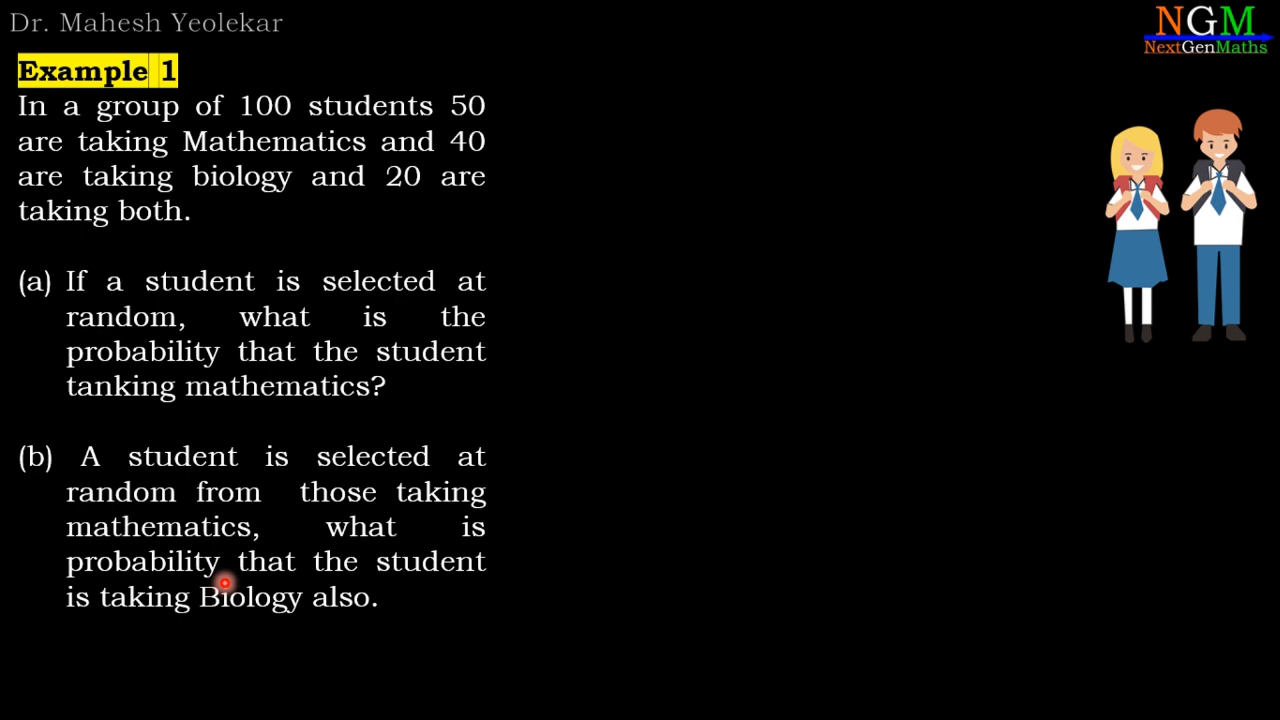 Dr. Mahesh Yeolekar
NGM
NextGenMaths
Example 1
In a group of 100 students 50
are taking Mathematics and 40
are taking biology and 20 are
taking both.
(a) If a student is selected at
random, what is the
probability that the student
tanking mathematics?
(b) A student is selected at
random from those taking
mathematics, what is
probability that the student
is taking Biology also.